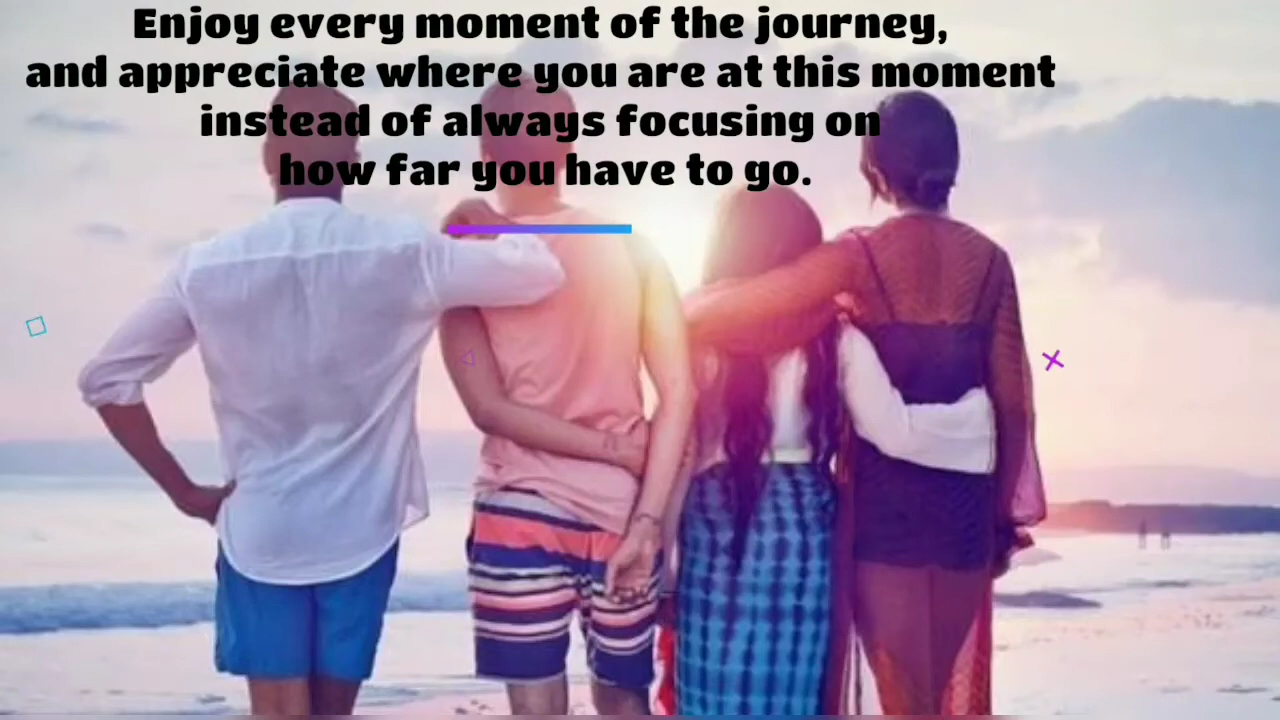 Enjoy every moment of the journey,
and appreciate where you are at this moment
instead of always focusing on
how far you have to go.